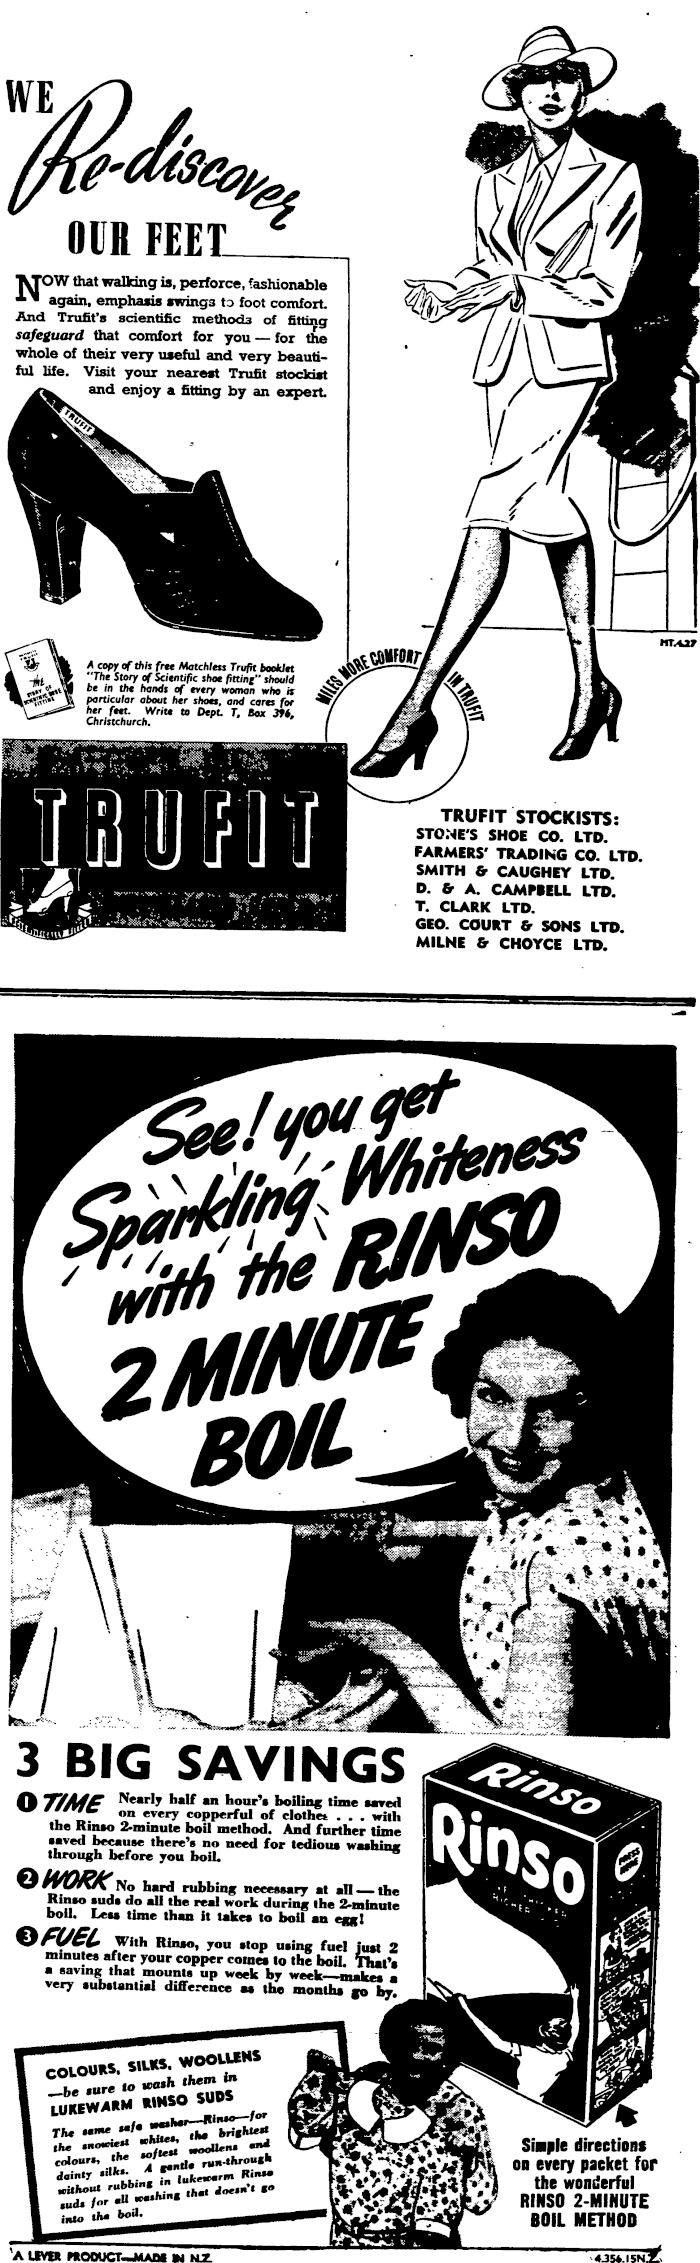 WE
Re-discover
OUR FEET
NOW that walking is, perforce, fashionable
again, emphasis swings to foot comfort.
And Trufit's scientific methods of fitting
safeguard that comfort for you — for the
whole of their very useful and very beauti-
ful life. Visit your nearest Trufit stockist
and enjoy a fitting by an expert.
TRUFIT
HT.4.27
MILES MORE COMFORT IN TRUFIT
THE
STORY OF
SCIENTIFIC SHOE
FITTING
A copy of this free Matchless Trufit booklet
"The Story of Scientific shoe fitting" should
be in the hands of every woman who is
particular about her shoes, and cares for
her feet. Write to Dept. T, Box 396,
Christchurch.
TRUFIT
TRUFIT STOCKISTS:
STONE'S SHOE CO. LTD.
FARMERS' TRADING CO. LTD.
SMITH & CAUGHEY LTD.
D. & A. CAMPBELL LTD.
T. CLARK LTD.
GEO. COURT & SONS LTD.
MILNE & CHOYCE LTD.
See! you get
Sparkling Whiteness
with the RINSO
2 MINUTE
BOIL
3 BIG SAVINGS
1 TIME Nearly half an hour's boiling time saved
on every copperful of clothes . . . with
the Rinso 2-minute boil method. And further time
saved because there's no need for tedious washing
through before you boil.
2 WORK No hard rubbing necessary at all — the
Rinso suds do all the real work during the 2-minute
boil. Less time than it takes to boil an egg!
3 FUEL With Rinso, you stop using fuel just 2
minutes after your copper comes to the boil. That's
a saving that mounts up week by week—makes a
very substantial difference as the months go by.
Rinso
Rinso
PRESS
HERE
COLOURS, SILKS, WOOLLENS
—be sure to wash them in
LUKEWARM RINSO SUDS
The same safe washer—Rinso—for
the snowiest whites, the brightest
colours, the softest woollens and
dainty silks. A gentle run-through
without rubbing in lukewarm Rinso
suds for all washing that doesn't go
into the boil.
Simple directions
on every packet for
the wonderful
RINSO 2-MINUTE
BOIL METHOD
A LEVER PRODUCT—MADE IN N.Z.
4.356.15N.Z.